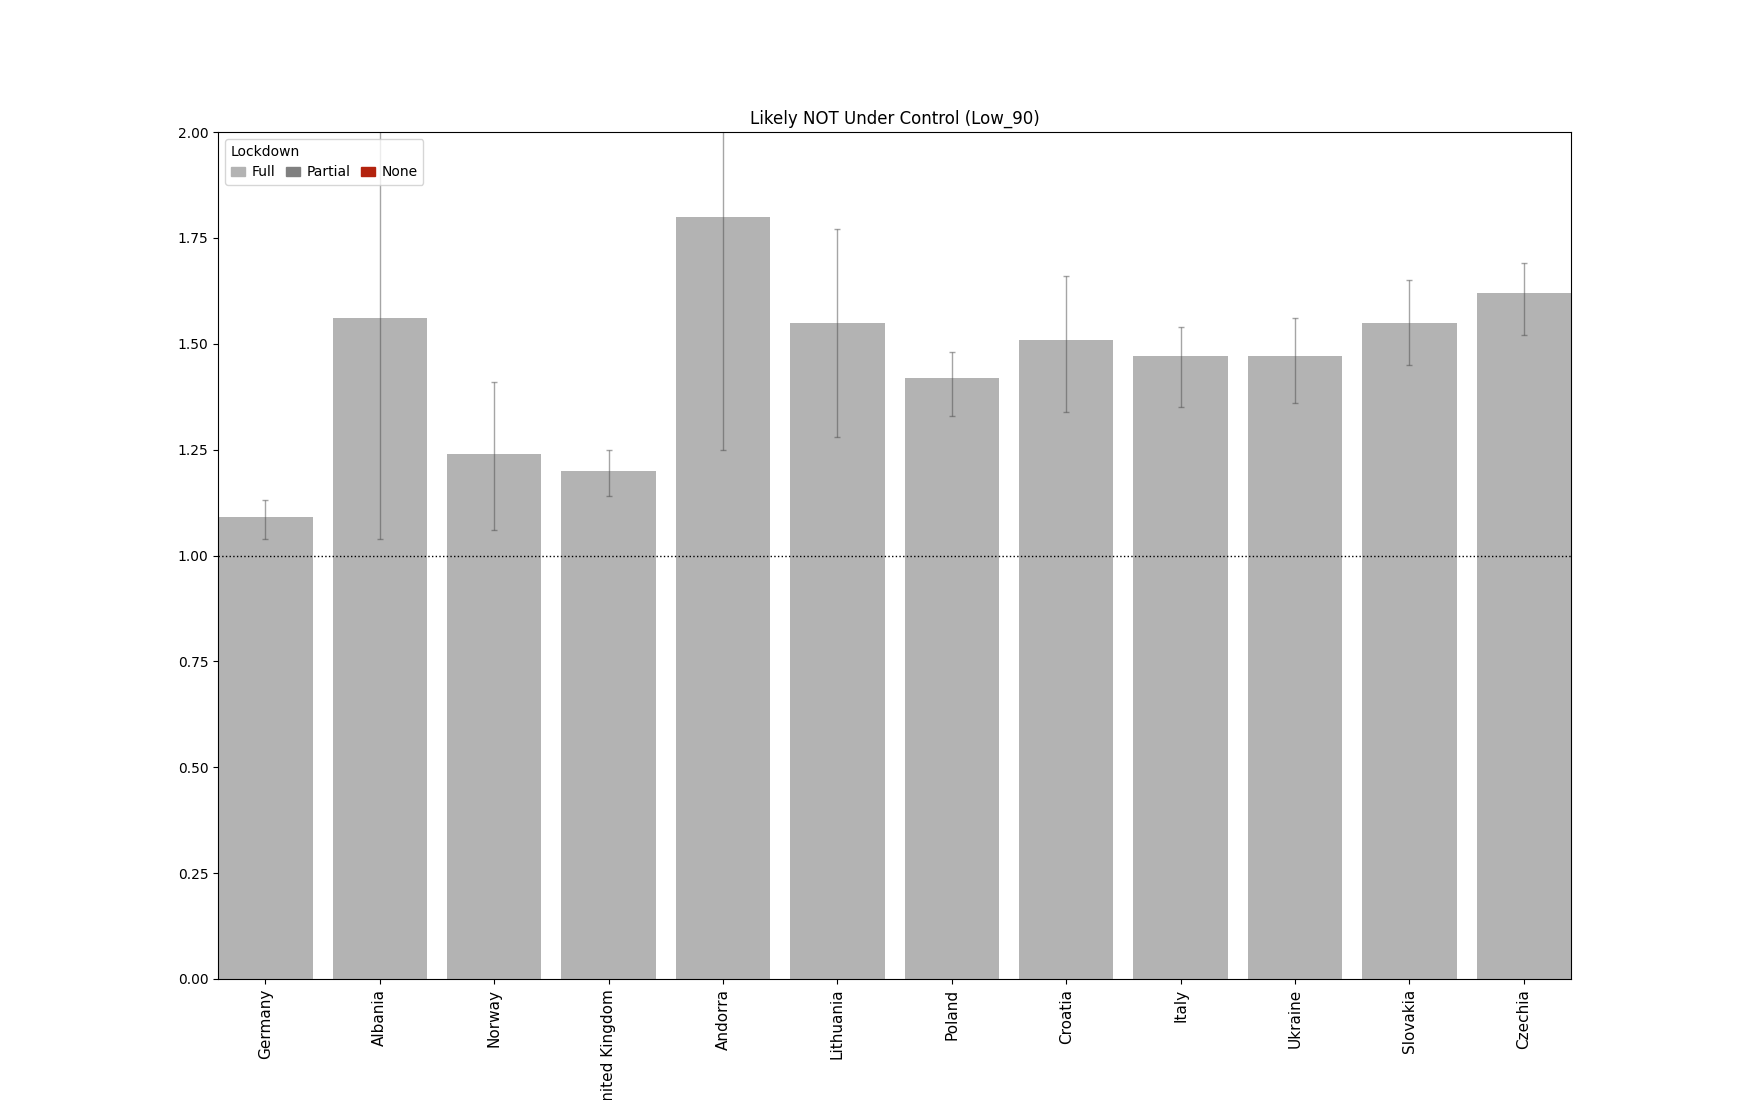 Likely NOT Under Control (Low_90)
Lockdown
Full Partial None
2.00
1.75
1.50
1.25
1.00
0.75
0.50
0.25
0.00
Germany
Albania
Norway
nited Kingdom
Andorra
Lithuania
Poland
Croatia
Italy
Ukraine
Slovakia
Czechia